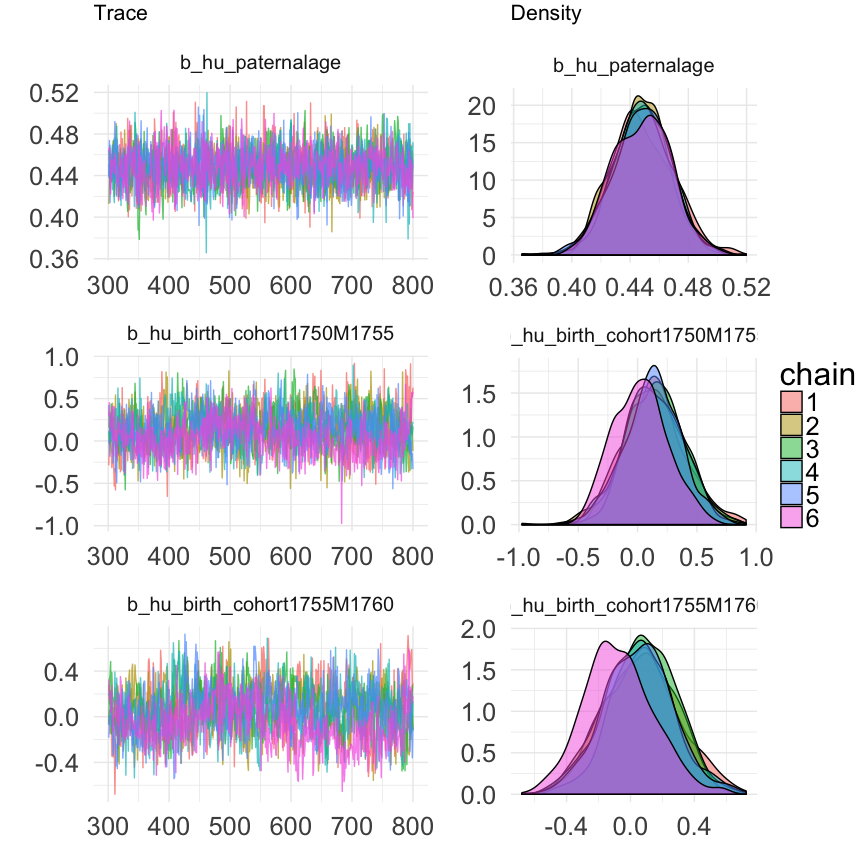 Trace
Density
b_hu_paternalage
0.52
0.48
0.44
0.40
0.36
300 400 500 600 700 800
b_hu_paternalage
20
15
10
5
0
0.36 0.40 0.44 0.48 0.52
b_hu_birth_cohort1750M1755
1.0
0.5
0.0
-0.5
-1.0
300 400 500 600 700 800
_hu_birth_cohort1750M175
1.5
1.0
0.5
0.0
-1.0 -0.5 0.0 0.5 1.0
chain
1
2
3
4
5
6
b_hu_birth_cohort1755M1760
0.4
0.0
-0.4
300 400 500 600 700 800
_hu_birth_cohort1755M176
2.0
1.5
1.0
0.5
0.0
-0.4 0.0 0.4